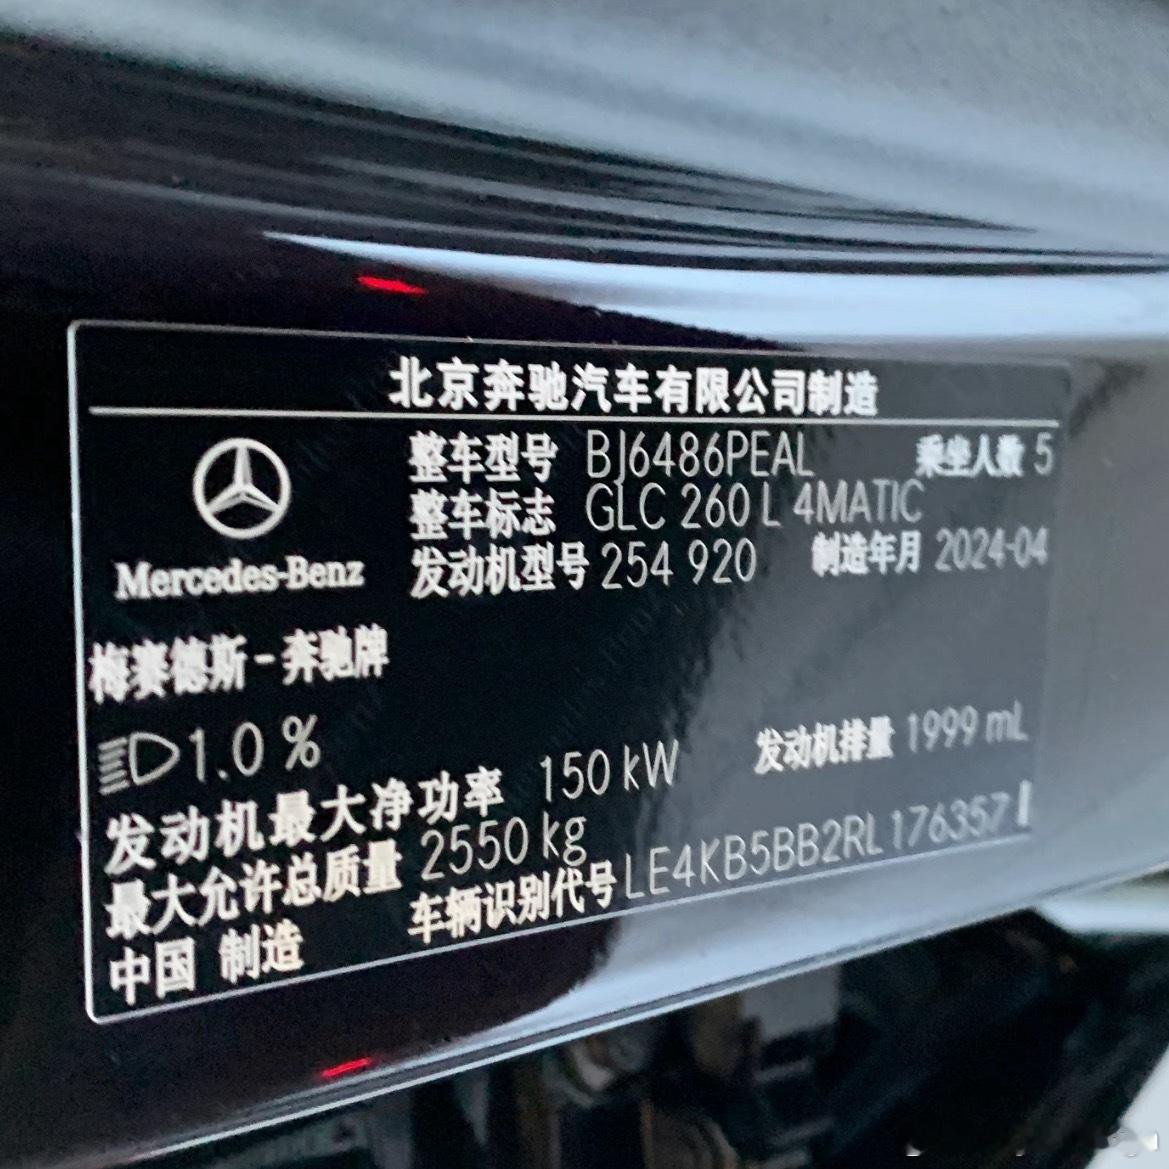 北京奔驰汽车有限公司制造
整车型号 BJ6486PEAL 乘坐人数 5
整车标志 GLC 260 L 4MATIC
发动机型号 254 920 制造年月 2024-04
Mercedes-Benz
梅赛德斯-奔驰牌
1.0 %
发动机最大净功率 150 kW 发动机排量 1999 mL
最大允许总质量 2550 kg
车辆识别代号 LE4KB5BB2RL176357
中国 制造